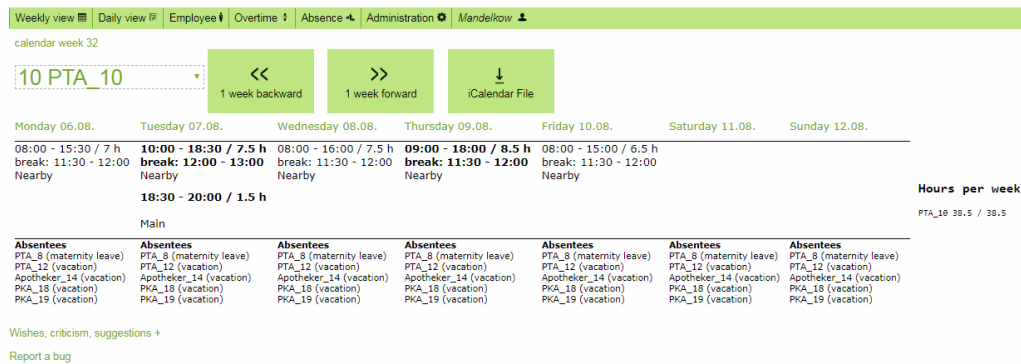 Weekly view Daily view Employee Overtime Absence Administration Mandelkow
calendar week 32
10 PTA_10
1 week backward 1 week forward iCalendar File
Monday 06.08. Tuesday 07.08. Wednesday 08.08. Thursday 09.08. Friday 10.08. Saturday 11.08. Sunday 12.08.
08:00 - 15:30 / 7 h 10:00 - 18:30 / 7.5 h 08:00 - 16:00 / 7.5 h 09:00 - 18:00 / 8.5 h 08:00 - 15:00 / 6.5 h
break: 11:30 - 12:00 break: 12:00 - 13:00 break: 11:30 - 12:00 break: 11:30 - 12:00 break: 11:30 - 12:00
Nearby Nearby Nearby Nearby Nearby
18:30 - 20:00 / 1.5 h
Main
Hours per week
PTA_10 38.5 / 38.5
Absentees Absentees Absentees Absentees Absentees Absentees Absentees
PTA_8 (maternity leave) PTA_8 (maternity leave) PTA_8 (maternity leave) PTA_8 (maternity leave) PTA_8 (maternity leave) PTA_8 (maternity leave) PTA_8 (maternity leave)
PTA_12 (vacation) PTA_12 (vacation) PTA_12 (vacation) PTA_12 (vacation) PTA_12 (vacation) PTA_12 (vacation) PTA_12 (vacation)
Apotheker_14 (vacation) Apotheker_14 (vacation) Apotheker_14 (vacation) Apotheker_14 (vacation) Apotheker_14 (vacation) Apotheker_14 (vacation) Apotheker_14 (vacation)
PKA_18 (vacation) PKA_18 (vacation) PKA_18 (vacation) PKA_18 (vacation) PKA_18 (vacation) PKA_18 (vacation) PKA_18 (vacation)
PKA_19 (vacation) PKA_19 (vacation) PKA_19 (vacation) PKA_19 (vacation) PKA_19 (vacation) PKA_19 (vacation) PKA_19 (vacation)
Wishes, criticism, suggestions +
Report a bug